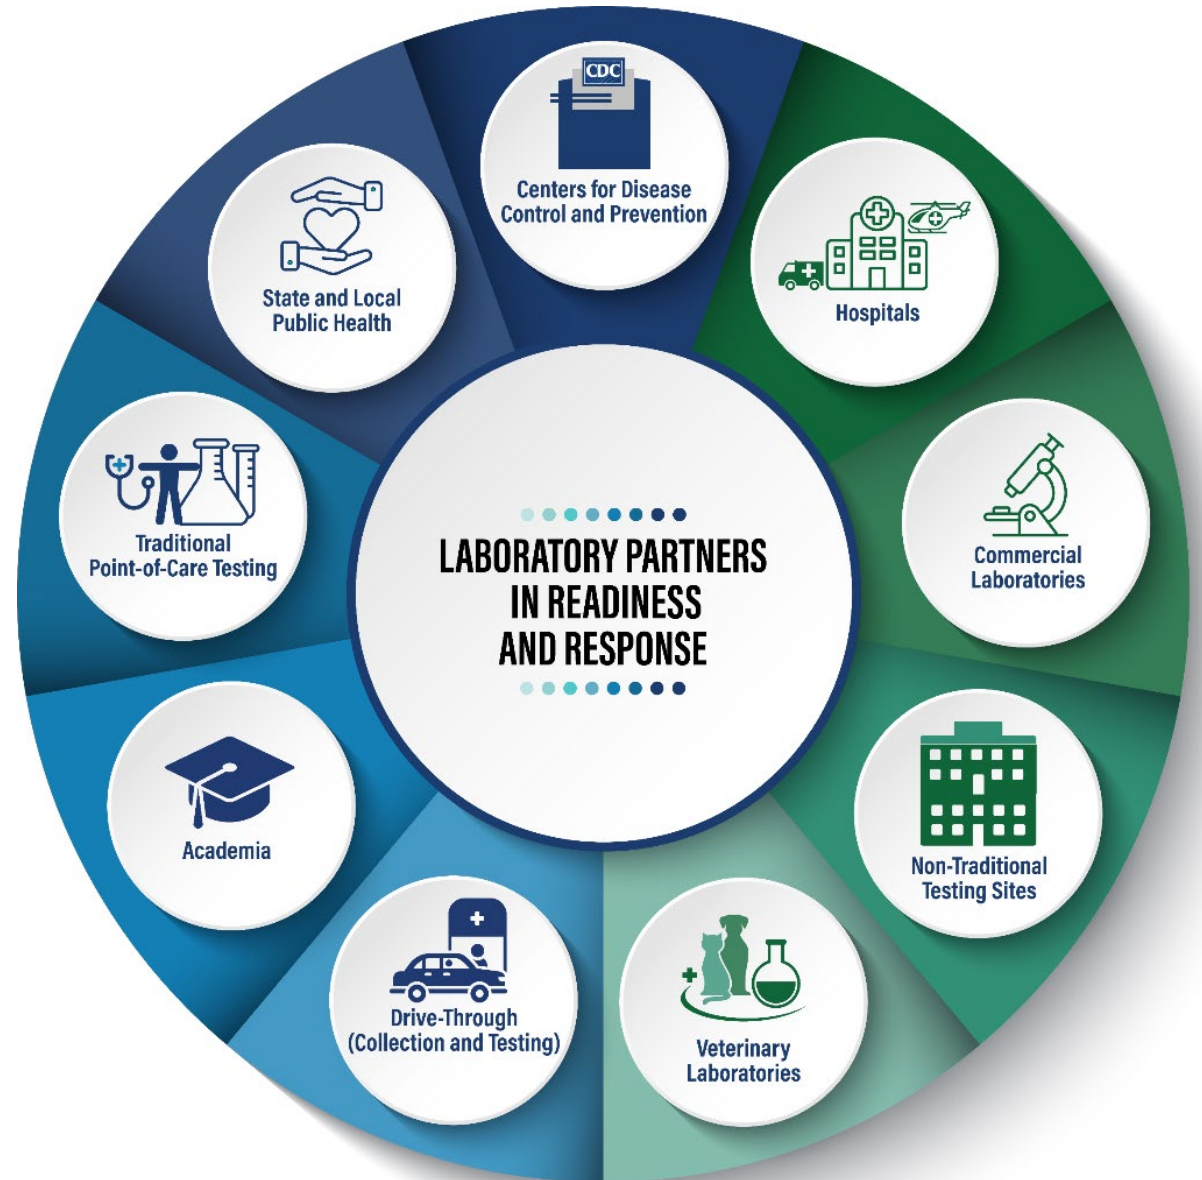 CDC
Centers for Disease
Control and Prevention
Hospitals
Commercial
Laboratories
Non-Traditional
Testing Sites
Veterinary
Laboratories
Drive-Through
(Collection and Testing)
Academia
Traditional
Point-of-Care Testing
State and Local
Public Health
LABORATORY PARTNERS
IN READINESS
AND RESPONSE